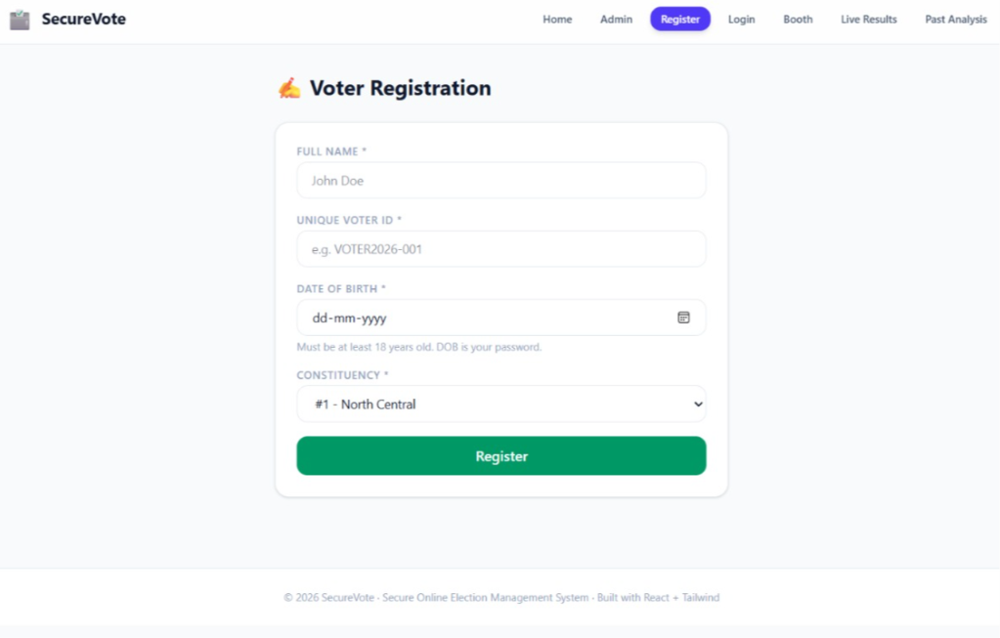 SecureVote
Home Admin Register Login Booth Live Results Past Analysis
Voter Registration
FULL NAME *
John Doe
UNIQUE VOTER ID *
e.g. VOTER2026-001
DATE OF BIRTH *
dd-mm-yyyy
Must be at least 18 years old. DOB is your password.
CONSTITUENCY *
#1 - North Central
Register
© 2026 SecureVote · Secure Online Election Management System · Built with React + Tailwind